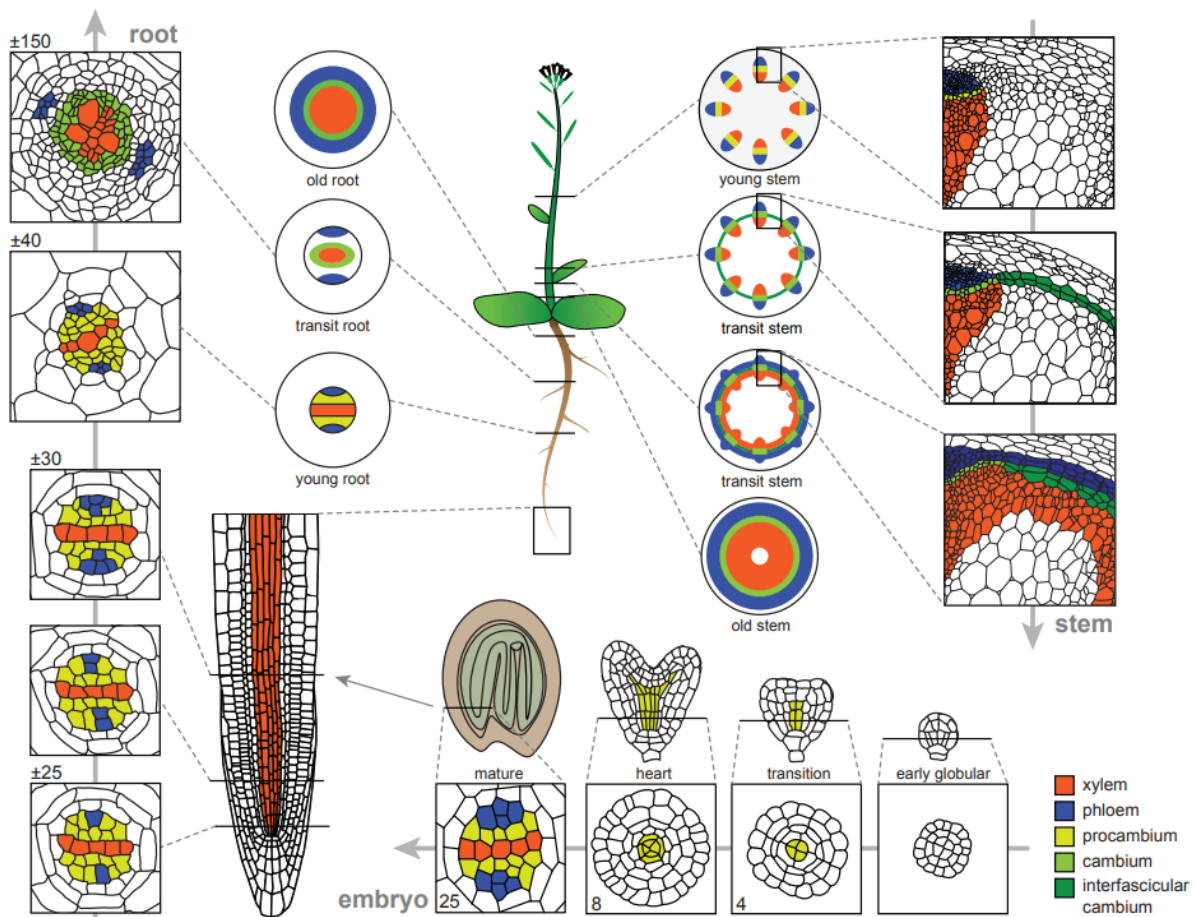 root
±150
±40
±30
±25
old root
transit root
young root
young stem
transit stem
transit stem
old stem
stem
mature
heart
transition
early globular
embryo
25
8
4
xylem
phloem
procambium
cambium
interfascicular
cambium